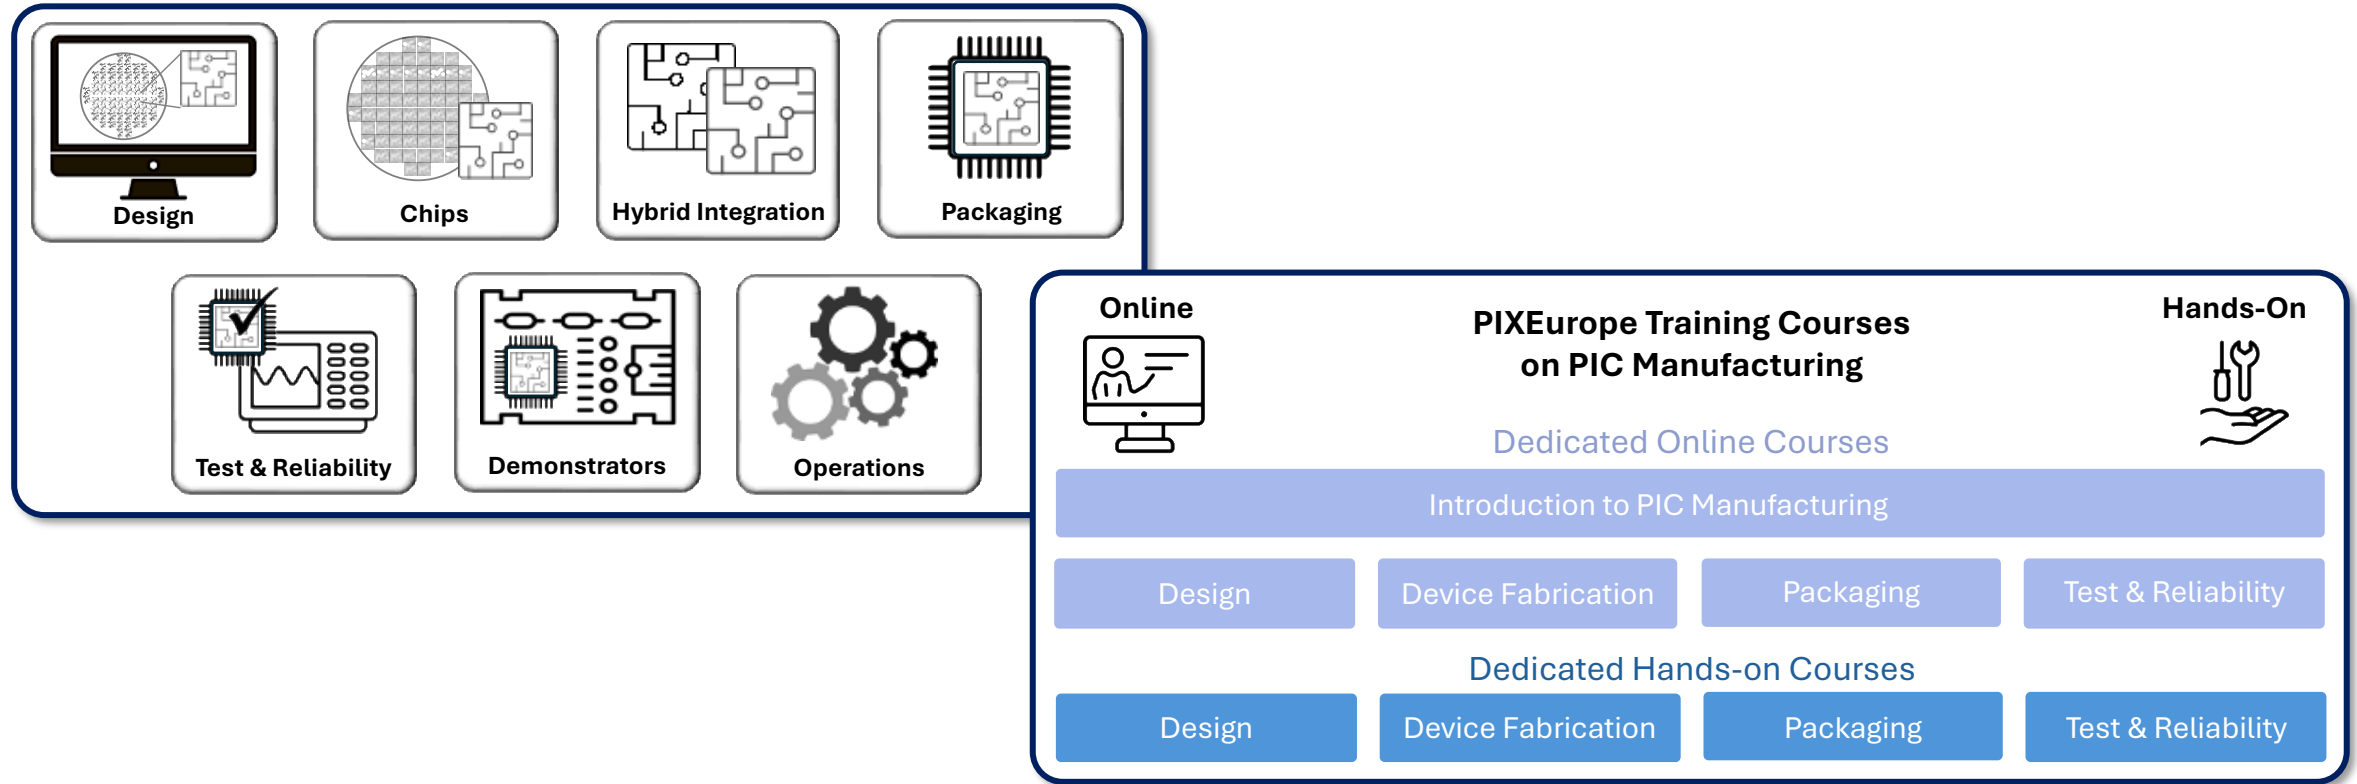 Design
Chips
Hybrid Integration
Packaging
Test & Reliability
Demonstrators
Operations
Online
PIXEurope Training Courses
on PIC Manufacturing
Hands-On
Dedicated Online Courses
Introduction to PIC Manufacturing
Design
Device Fabrication
Packaging
Test & Reliability
Dedicated Hands-on Courses
Design
Device Fabrication
Packaging
Test & Reliability